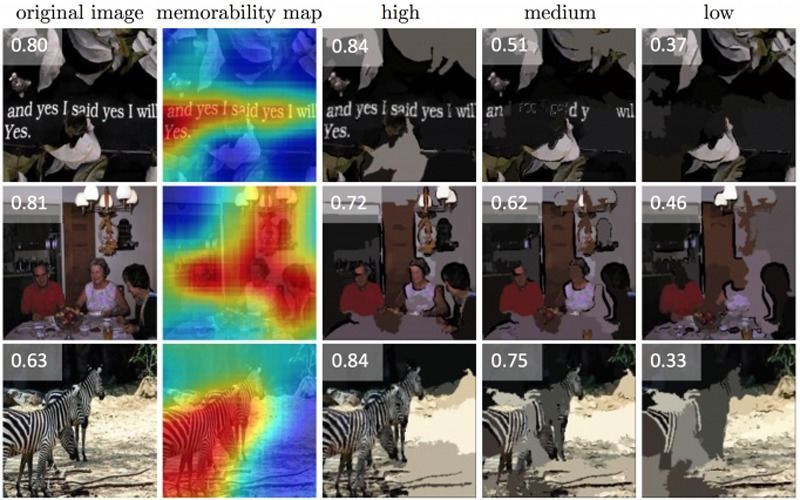 original image memorability map high medium low
0.80 0.84 0.51 0.37
and yes I said yes I will and yes I said yes I will and yes I said yes I will an d y wil
Yes. Yes. Yes.
0.81 0.72 0.62 0.46
0.63 0.84 0.75 0.33